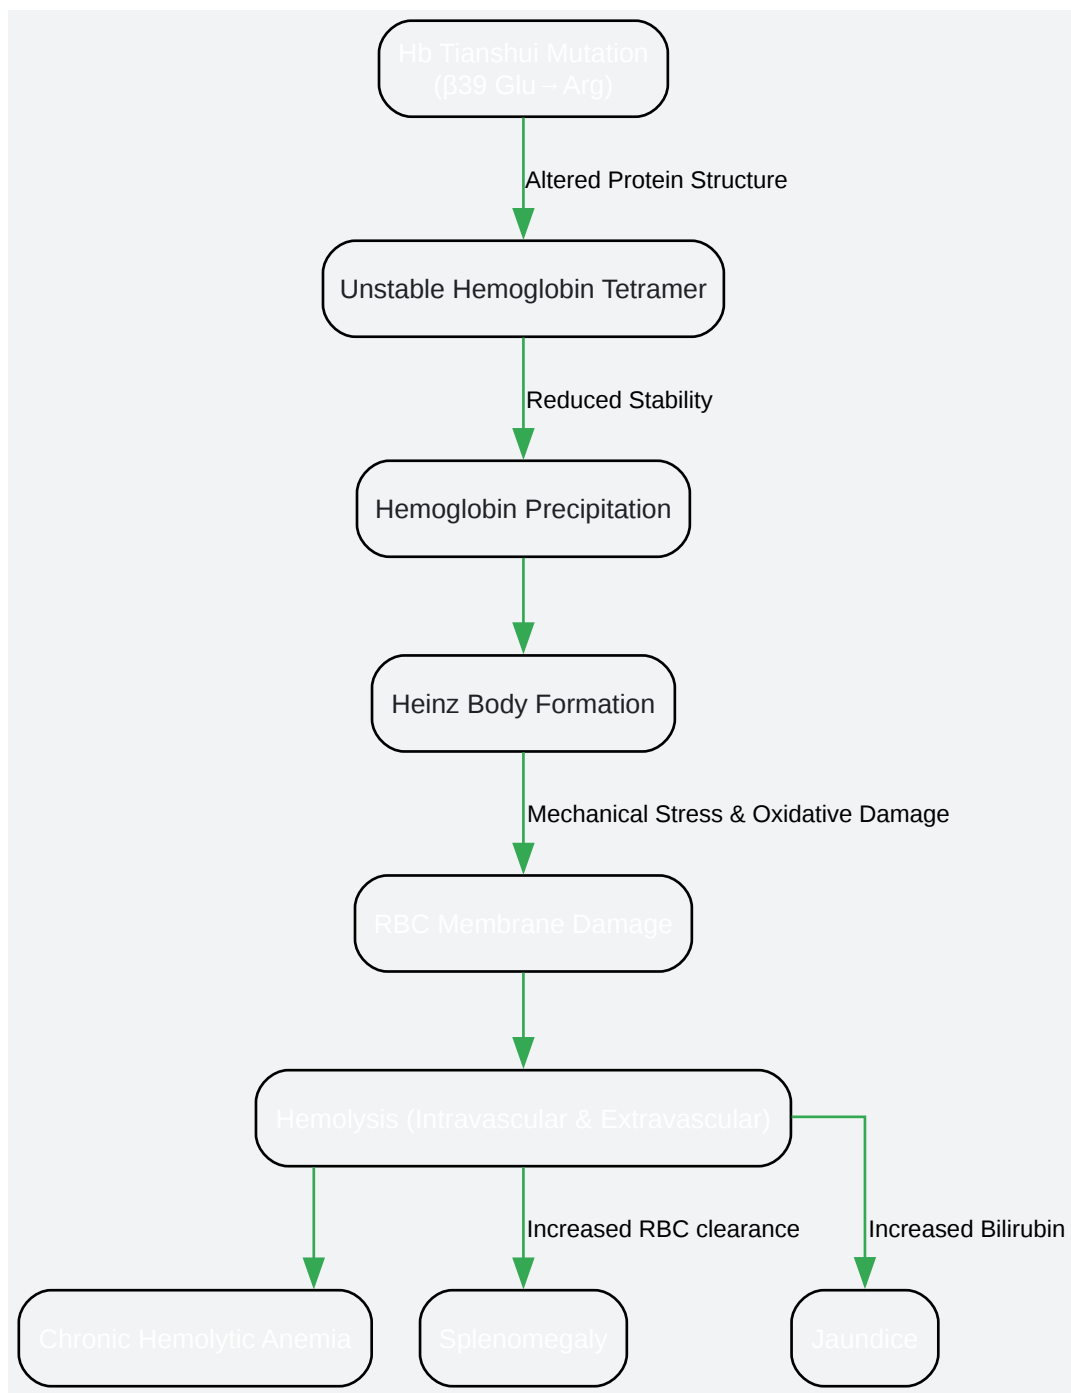 Hb Tianshui Mutation
(β39 Glu→Arg)
Altered Protein Structure
Unstable Hemoglobin Tetramer
Reduced Stability
Hemoglobin Precipitation
Heinz Body Formation
Mechanical Stress & Oxidative Damage
RBC Membrane Damage
Hemolysis (Intravascular & Extravascular)
Increased RBC clearance
Increased Bilirubin
Chronic Hemolytic Anemia
Splenomegaly
Jaundice